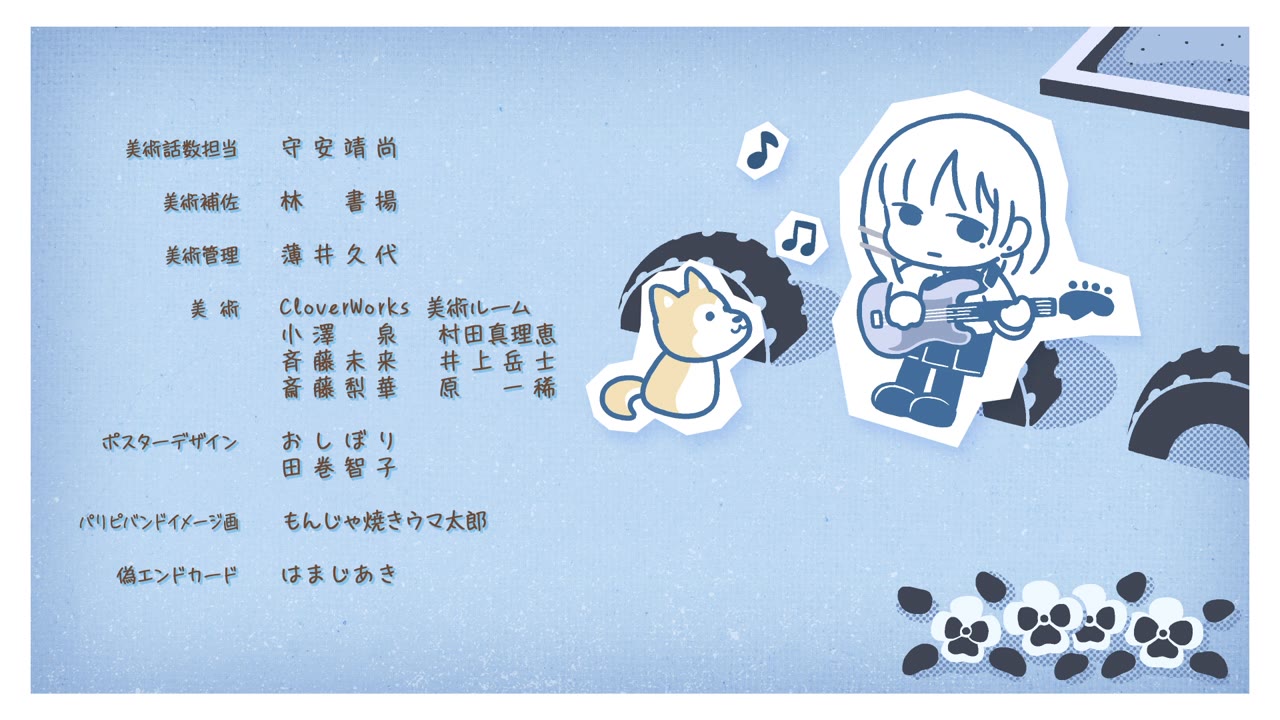 美術話数担当 守安靖尚
美術補佐 林 書揚
美術管理 薄井久代
美術 CloverWorks 美術ルーム
小澤 泉 村田真理恵
斉藤未来 井上岳士
斎藤梨華 原 一稀
ポスターデザイン おしぼり
田巻智子
パリピバンドイメージ画 もんじゃ焼きウマ太郎
偽エンドカード はまじあき